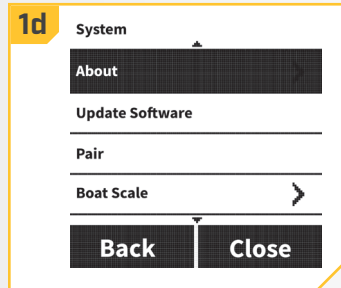 1d
System
About
Update Software
Pair
Boat Scale
Back Close